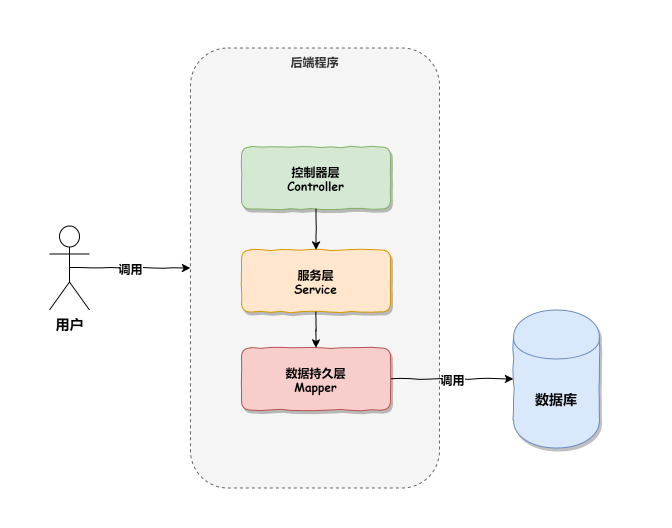 后端程序
控制器层
Controller
服务层
Service
数据持久层
Mapper
调用
用户
调用
数据库